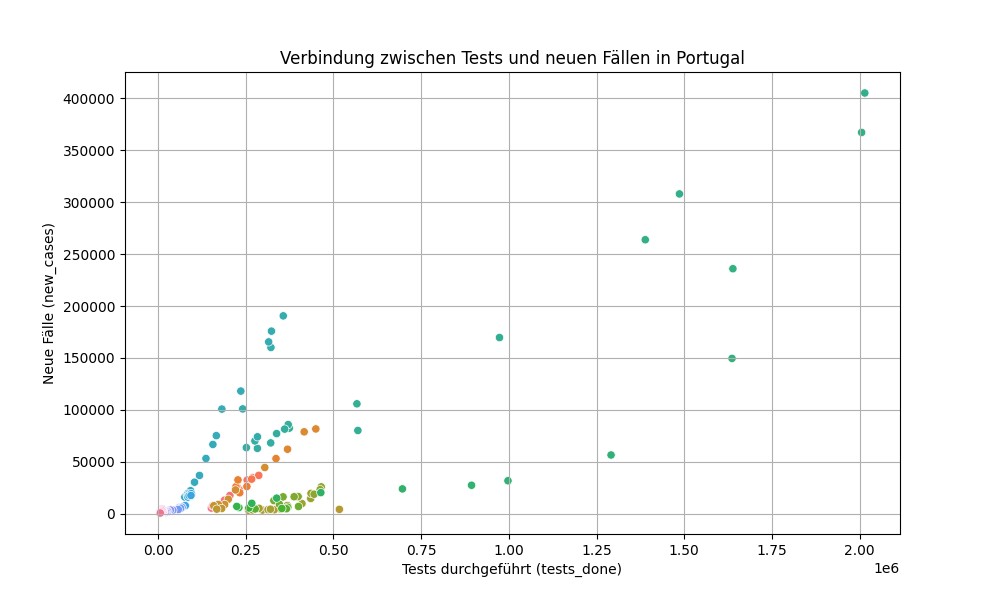 Verbindung zwischen Tests und neuen Fällen in Portugal
400000
350000
300000
250000
200000
150000
100000
50000
0
Neue Fälle (new_cases)
0.00 0.25 0.50 0.75 1.00 1.25 1.50 1.75 2.00
1e6
Tests durchgeführt (tests_done)